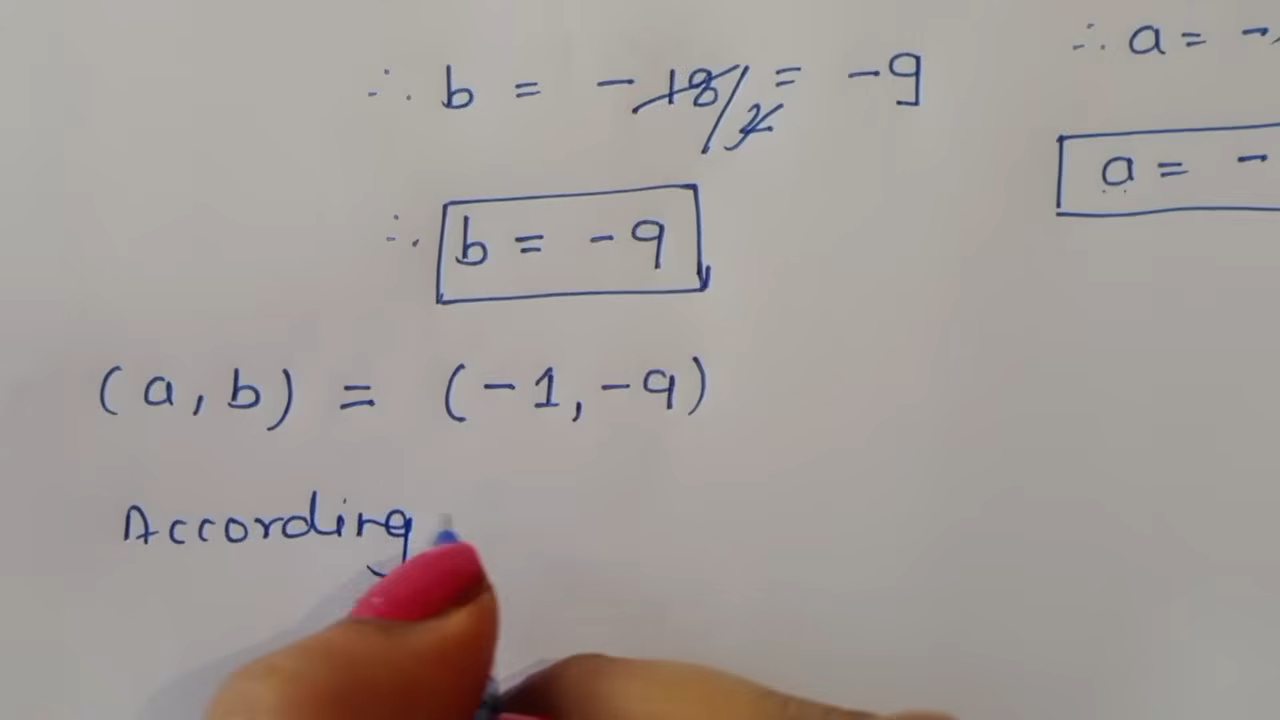 ∴ b = -18/2 = -9
∴ a = -
a = -
∴ b = -9
(a, b) = (-1, -9)
According